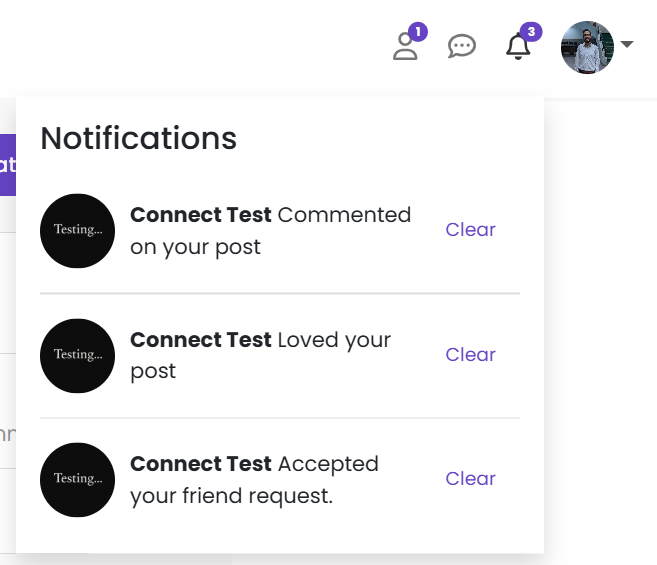 1
3
at
Notifications
Testing...
Connect Test Commented
on your post
Clear
Testing...
Connect Test Loved your
post
Clear
Testing...
Connect Test Accepted
your friend request.
Clear